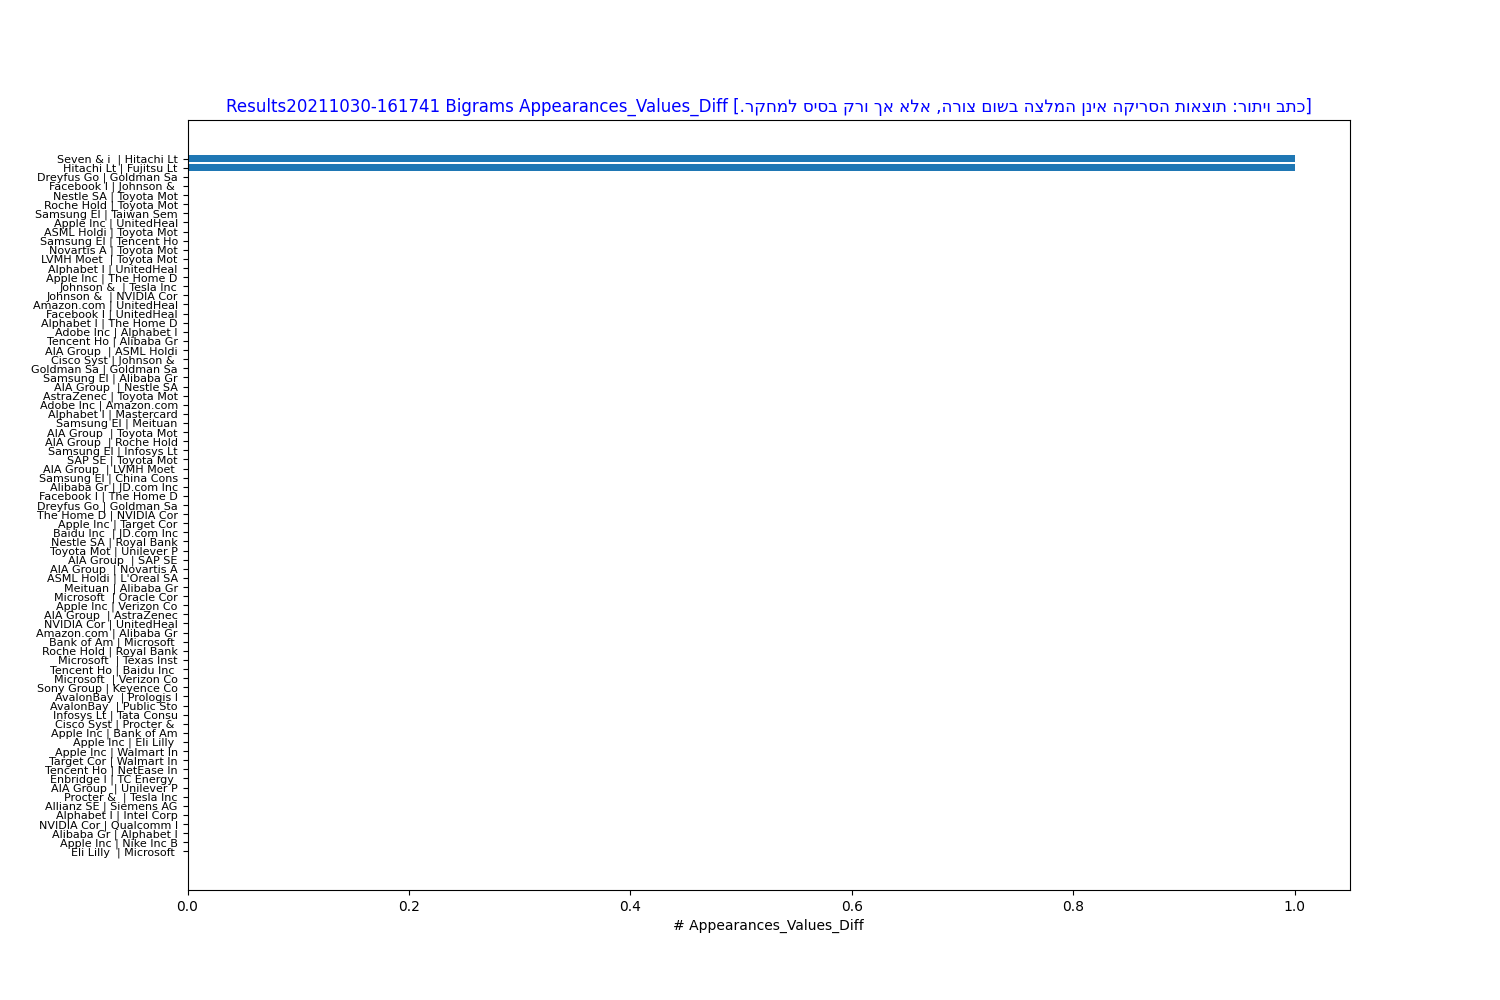 Results20211030-161741 Bigrams Appearances_Values_Diff [כתב ויתור: תוצאות הסריקה אינן המלצה בשום צורה, אלא אך ורק בסיס למחקר.]
Seven & i | Hitachi Lt
Hitachi Lt | Fujitsu Lt
Dreyfus Go | Goldman Sa
Facebook I | Johnson &
Nestle SA | Toyota Mot
Roche Hold | Toyota Mot
Samsung El | Taiwan Sem
Apple Inc | UnitedHeal
ASML Holdi | Toyota Mot
Samsung El | Tencent Ho
Novartis A | Toyota Mot
LVMH Moet | Toyota Mot
Alphabet I | UnitedHeal
Apple Inc | The Home D
Johnson & | Tesla Inc
Johnson & | NVIDIA Cor
Amazon.com | UnitedHeal
Facebook I | UnitedHeal
Alphabet I | The Home D
Adobe Inc | Alphabet I
Tencent Ho | Alibaba Gr
AIA Group | ASML Holdi
Cisco Syst | Johnson &
Goldman Sa | Goldman Sa
Samsung El | Alibaba Gr
AIA Group | Nestle SA
AstraZenec | Toyota Mot
Adobe Inc | Amazon.com
Alphabet I | Mastercard
Samsung El | Meituan
AIA Group | Toyota Mot
AIA Group | Roche Hold
Samsung El | Infosys Lt
SAP SE | Toyota Mot
AIA Group | LVMH Moet
Samsung El | China Cons
Alibaba Gr | JD.com Inc
Facebook I | The Home D
Dreyfus Go | Goldman Sa
The Home D | NVIDIA Cor
Apple Inc | Target Cor
Baidu Inc | JD.com Inc
Nestle SA | Royal Bank
Toyota Mot | Unilever P
AIA Group | SAP SE
AIA Group | Novartis A
ASML Holdi | L'Oreal SA
Meituan | Alibaba Gr
Microsoft | Oracle Cor
Apple Inc | Verizon Co
AIA Group | AstraZenec
NVIDIA Cor | UnitedHeal
Amazon.com | Alibaba Gr
Bank of Am | Microsoft
Roche Hold | Royal Bank
Microsoft | Texas Inst
Tencent Ho | Baidu Inc
Microsoft | Verizon Co
Sony Group | Keyence Co
AvalonBay | Prologis I
AvalonBay | Public Sto
Infosys Lt | Tata Consu
Cisco Syst | Procter &
Apple Inc | Bank of Am
Apple Inc | Eli Lilly
Apple Inc | Walmart In
Target Cor | Walmart In
Tencent Ho | NetEase In
Enbridge I | TC Energy
AIA Group | Unilever P
Procter & | Tesla Inc
Allianz SE | Siemens AG
Alphabet I | Intel Corp
NVIDIA Cor | Qualcomm I
Alibaba Gr | Alphabet I
Apple Inc | Nike Inc B
Eli Lilly | Microsoft
0.0 0.2 0.4 0.6 0.8 1.0
# Appearances_Values_Diff